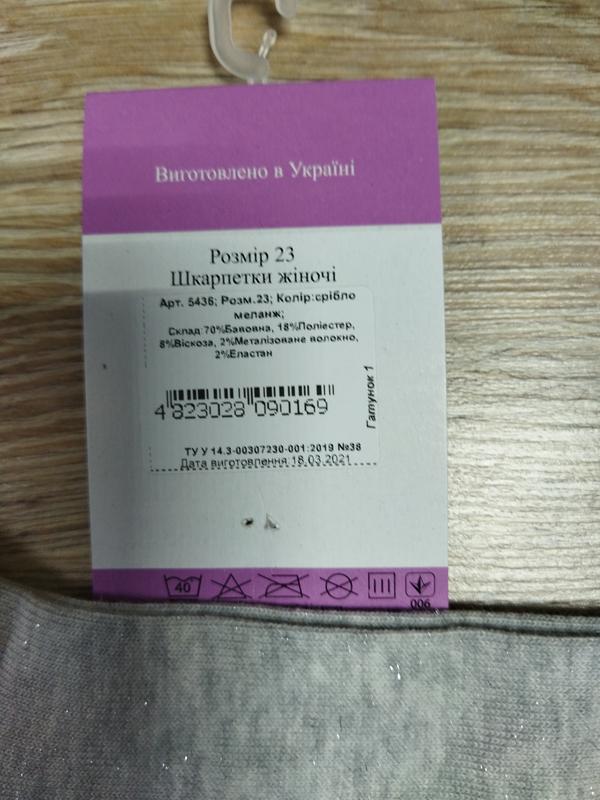 Виготовлено в Україні
Розмір 23
Шкарпетки жіночі
Арт. 5436; Розм.23; Колір:срібло
меланж;
Склад:70%Бавовна, 18%Поліестер,
8%Віскоза, 2%Металізоване волокно,
2%Еластан
4 823028 090169
Гатунок 1
ТУ У 14.3-00307230-001:2019 №38
Дата виготовлення:18.03.2021
40
006